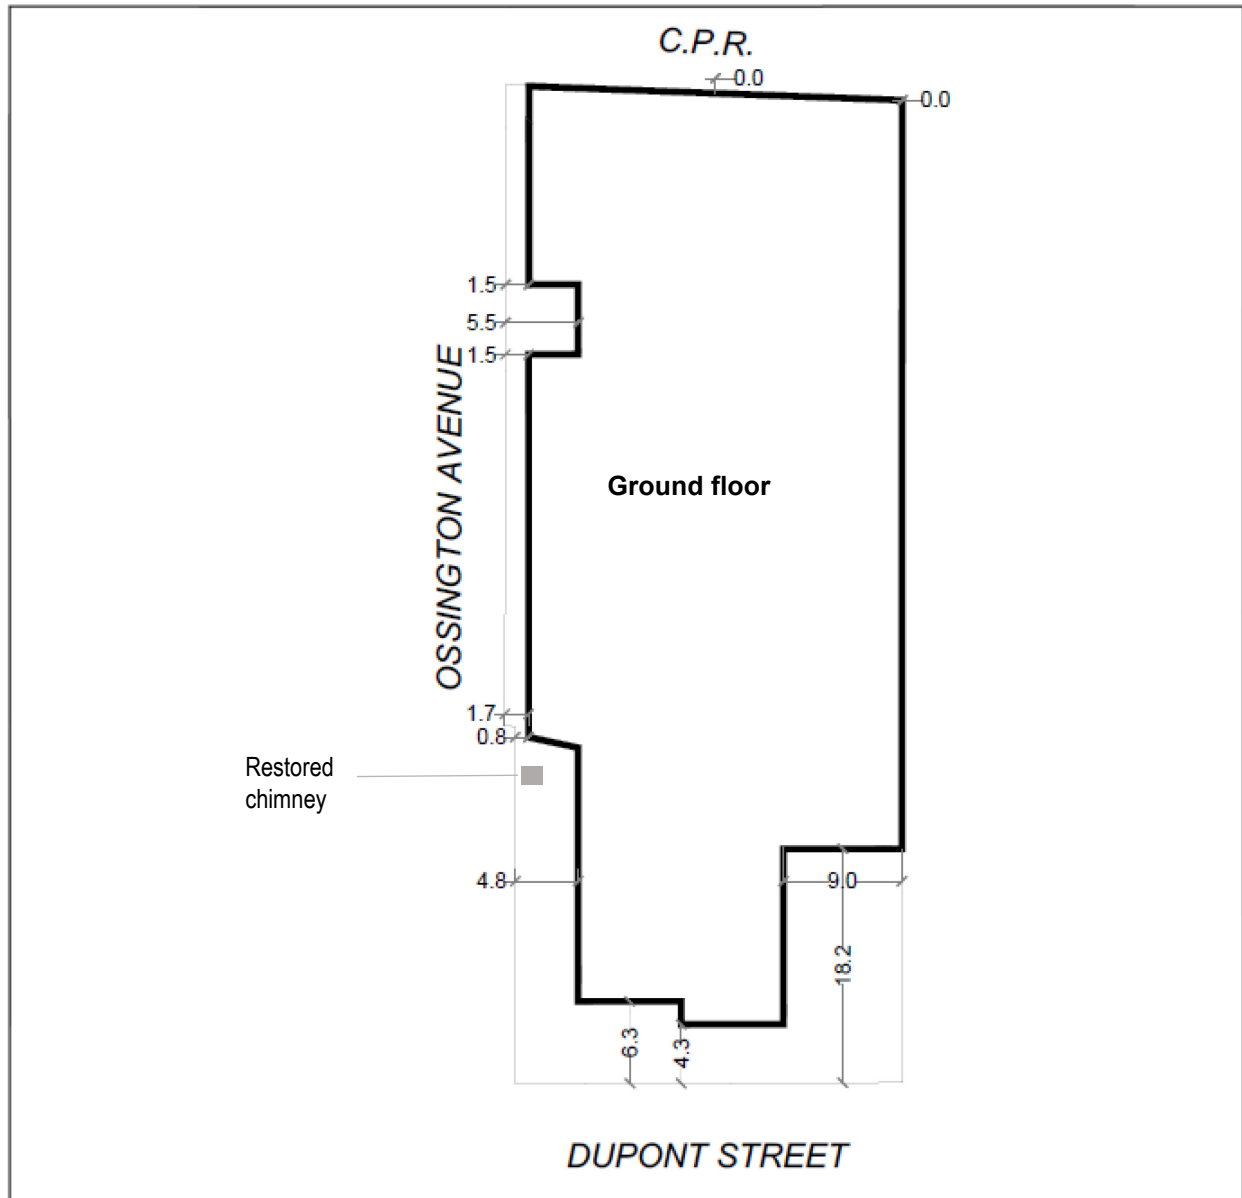 C.P.R.
0.0
0.0
1.5
5.5
1.5
OSSINGTON AVENUE
Ground floor
1.7
0.8
Restored
chimney
4.8
9.0
18.2
6.3
4.3
DUPONT STREET